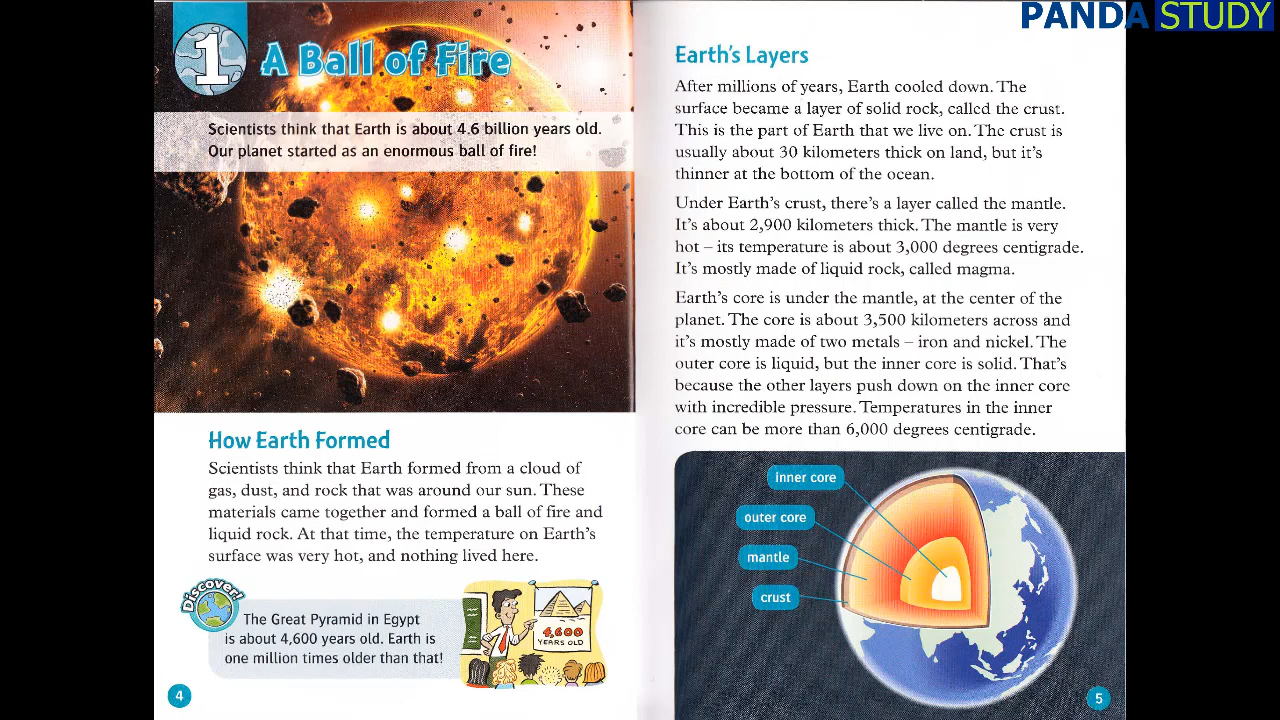 PANDA STUDY
1
A Ball of Fire
Scientists think that Earth is about 4.6 billion years old.
Our planet started as an enormous ball of fire!
How Earth Formed
Scientists think that Earth formed from a cloud of
gas, dust, and rock that was around our sun. These
materials came together and formed a ball of fire and
liquid rock. At that time, the temperature on Earth's
surface was very hot, and nothing lived here.
Discover!
The Great Pyramid in Egypt
is about 4,600 years old. Earth is
one million times older than that!
4,600
YEARS OLD
4
Earth's Layers
After millions of years, Earth cooled down. The
surface became a layer of solid rock, called the crust.
This is the part of Earth that we live on. The crust is
usually about 30 kilometers thick on land, but it's
thinner at the bottom of the ocean.
Under Earth's crust, there's a layer called the mantle.
It's about 2,900 kilometers thick. The mantle is very
hot – its temperature is about 3,000 degrees centigrade.
It's mostly made of liquid rock, called magma.
Earth's core is under the mantle, at the center of the
planet. The core is about 3,500 kilometers across and
it's mostly made of two metals – iron and nickel. The
outer core is liquid, but the inner core is solid. That's
because the other layers push down on the inner core
with incredible pressure. Temperatures in the inner
core can be more than 6,000 degrees centigrade.
inner core
outer core
mantle
crust
5